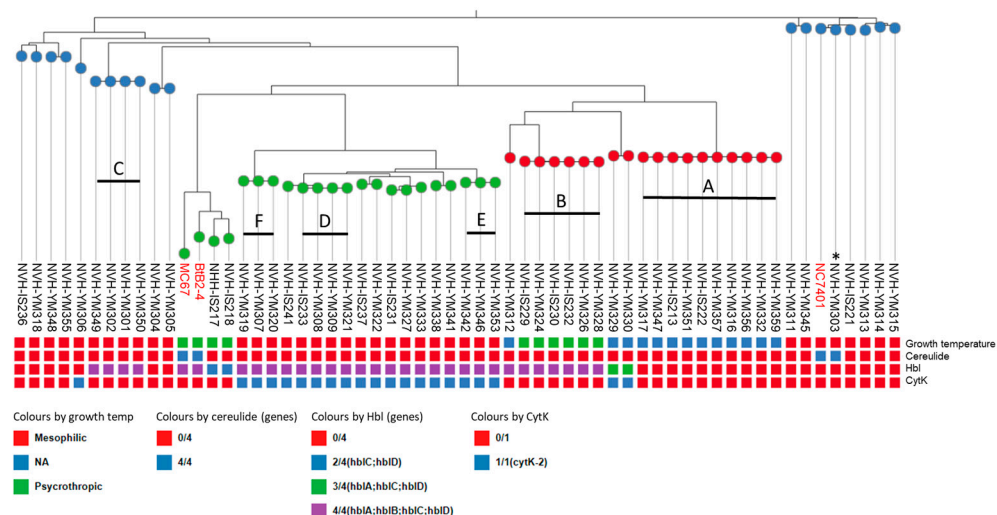 C
F
D
E
B
A
*
NVH-IS236
NVH-YM318
NVH-YM348
NVH-YM355
NVH-YM306
NVH-YM349
NVH-YM302
NVH-YM301
NVH-YM350
NVH-YM304
NVH-YM305
MC67
BtB2-4
NHH-IS217
NVH-IS218
NVH-YM319
NVH-YM307
NVH-YM320
NVH-IS241
NVH-IS233
NVH-YM308
NVH-YM309
NVH-YM321
NVH-IS237
NVH-YM322
NVH-IS231
NVH-YM327
NVH-YM333
NVH-YM338
NVH-YM341
NVH-YM342
NVH-YM346
NVH-YM353
NVH-YM312
NVH-IS229
NVH-YM324
NVH-IS230
NVH-IS232
NVH-YM326
NVH-YM328
NVH-YM329
NVH-YM330
NVH-YM317
NVH-YM347
NVH-IS213
NVH-YM351
NVH-IS222
NVH-YM357
NVH-YM316
NVH-YM356
NVH-YM332
NVH-YM359
NVH-YM311
NVH-YM345
NC7401
NVH-YM303
NVH-IS221
NVH-YM313
NVH-YM314
NVH-YM315
Growth temperature
Cereulide
Hbl
CytK
Colours by growth temp
Mesophilic
NA
Psycrothropic
Colours by cereulide (genes)
0/4
4/4
Colours by Hbl (genes)
0/4
2/4(hblC;hblD)
3/4(hblA;hblC;hblD)
4/4(hblA;hblB;hblC;hblD)
Colours by CytK
0/1
1/1(cytK-2)